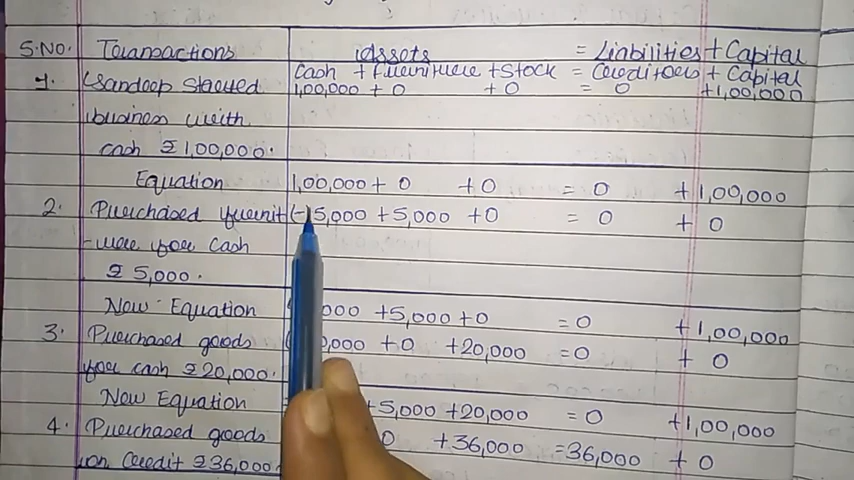 S.No. Transactions Assets = Liabilities + Capital
1. Sandeep started Cash + Furniture + Stock = Creditors + Capital
1,00,000 + 0 + 0 = 0 + 1,00,000
business with
cash ₹ 1,00,000.
Equation 1,00,000 + 0 + 0 = 0 + 1,00,000
2. Purchased furnit (-)5,000 + 5,000 + 0 = 0 + 0
-ure for cash
₹ 5,000.
New Equation 000 + 5,000 + 0 = 0 + 1,00,000
3. Purchased goods 0,000 + 0 + 20,000 = 0 + 0
for cash ₹ 20,000.
New Equation + 5,000 + 20,000 = 0 + 1,00,000
4. Purchased goods 0 + 36,000 = 36,000 + 0
on Credit ₹ 36,000